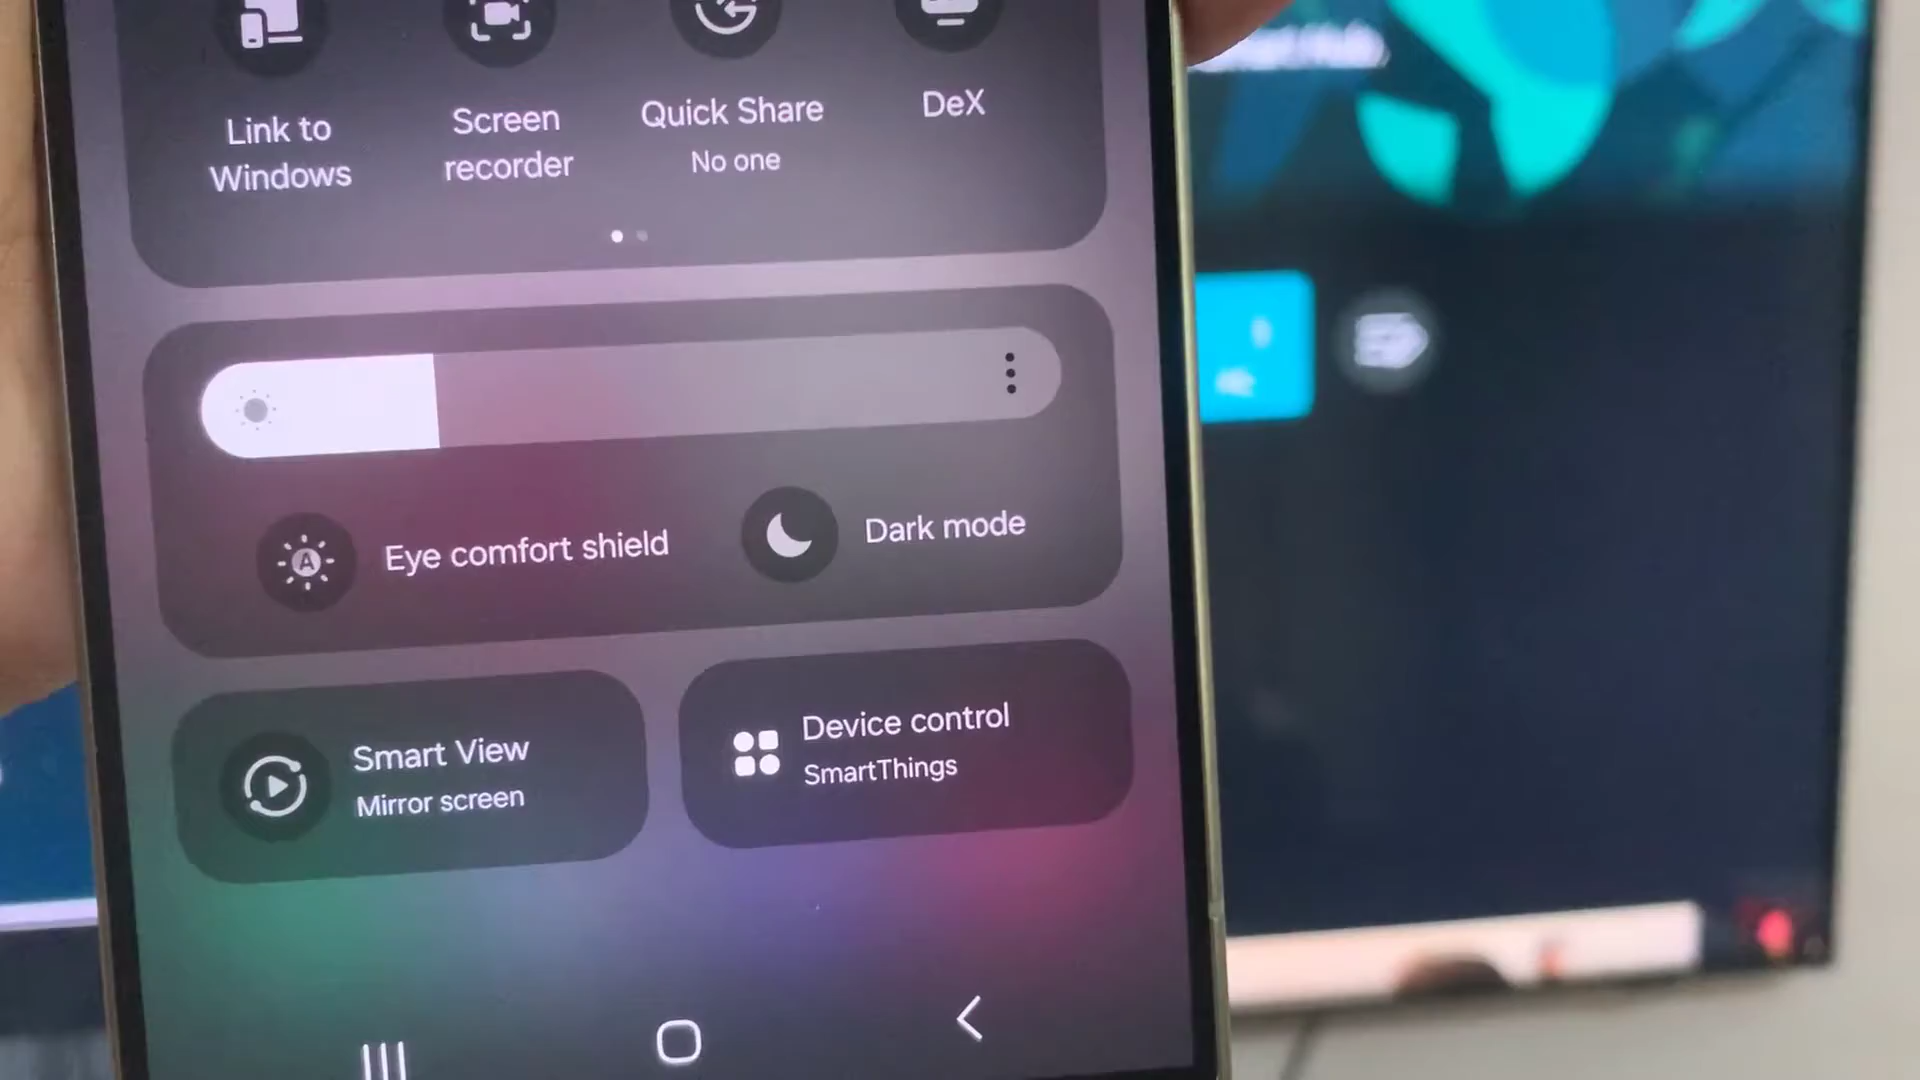 Link to
Windows
Screen
recorder
Quick Share
No one
DeX
Eye comfort shield
Dark mode
Smart View
Mirror screen
Device control
SmartThings